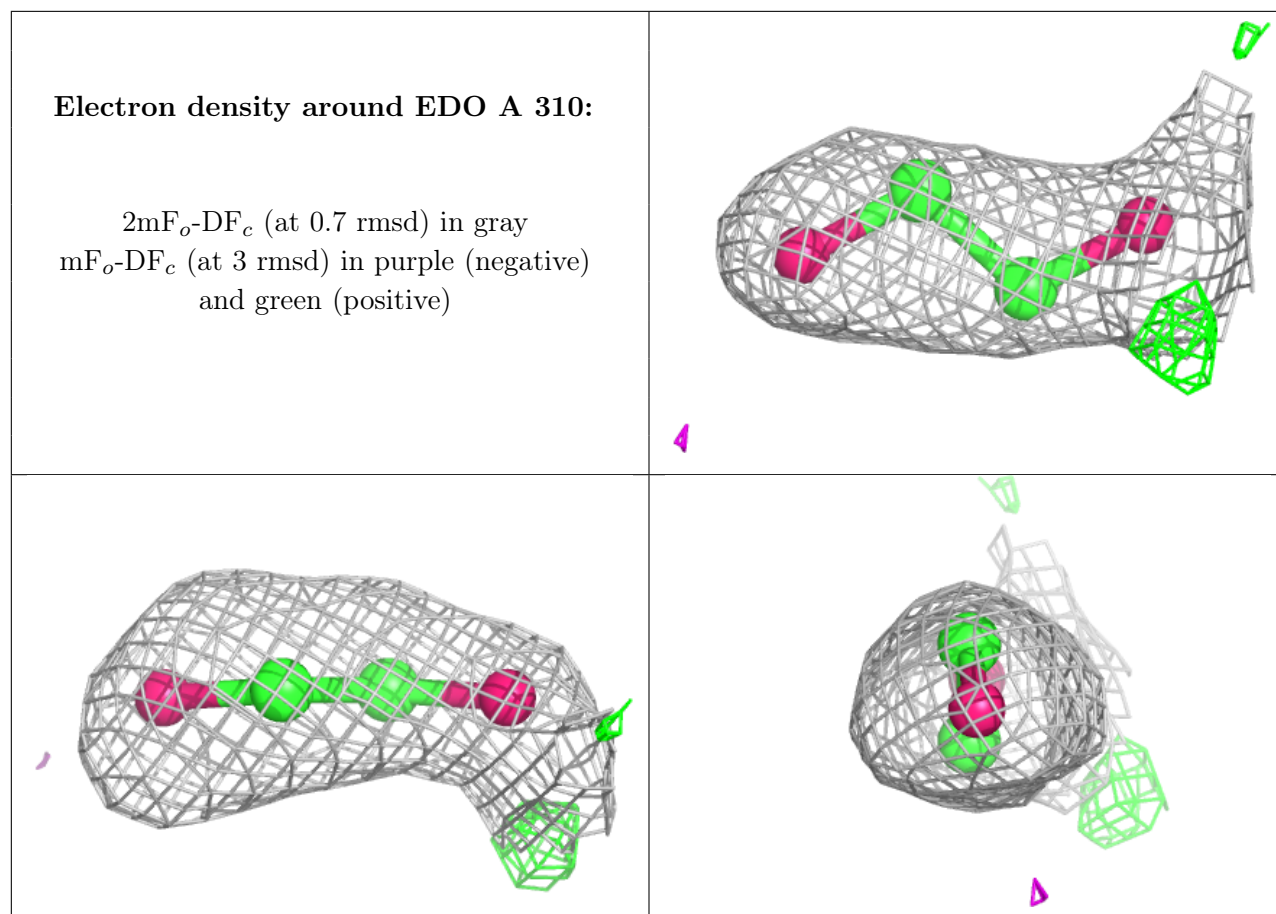 Electron density around EDO A 310:
2mFo-DFc (at 0.7 rmsd) in gray
mFo-DFc (at 3 rmsd) in purple (negative)
and green (positive)